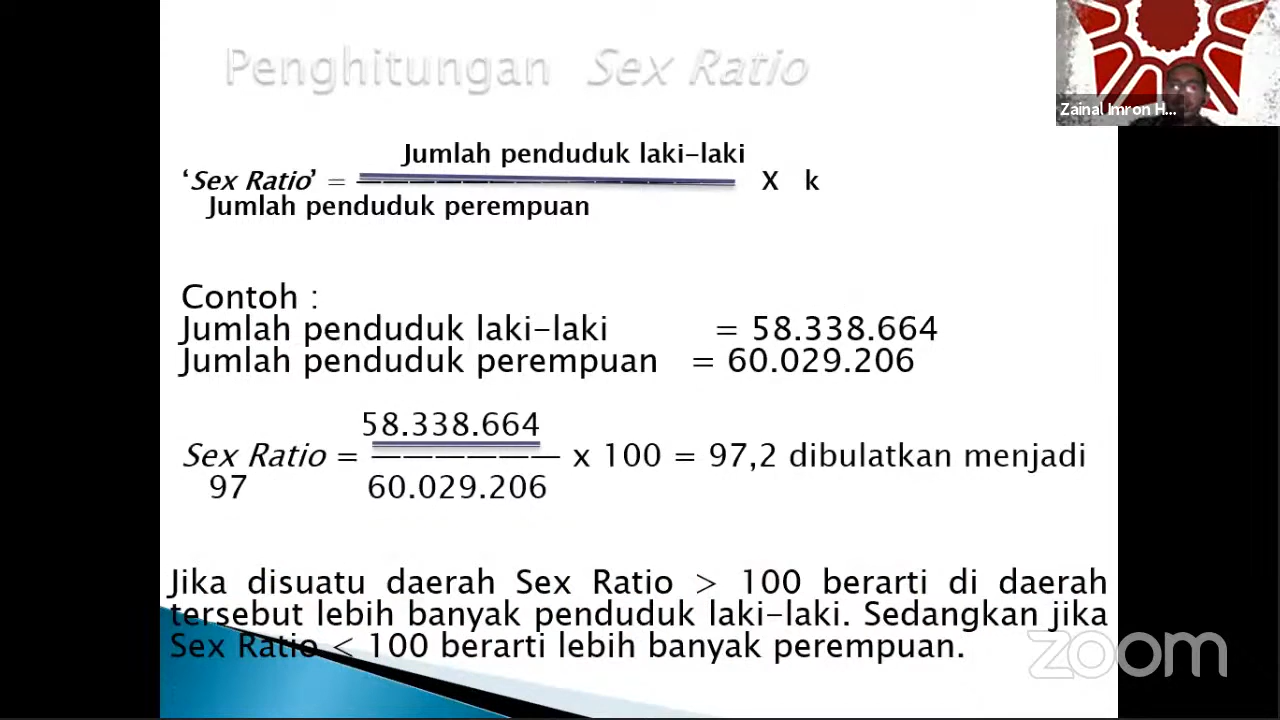 Penghitungan Sex Ratio
Zainal Imron H...
Jumlah penduduk laki-laki
‘Sex Ratio’ = ——————— X k
Jumlah penduduk perempuan
Contoh :
Jumlah penduduk laki-laki = 58.338.664
Jumlah penduduk perempuan = 60.029.206
58.338.664
Sex Ratio = —————— x 100 = 97,2 dibulatkan menjadi
97 60.029.206
Jika disuatu daerah Sex Ratio > 100 berarti di daerah
tersebut lebih banyak penduduk laki-laki. Sedangkan jika
Sex Ratio < 100 berarti lebih banyak perempuan.
zoom